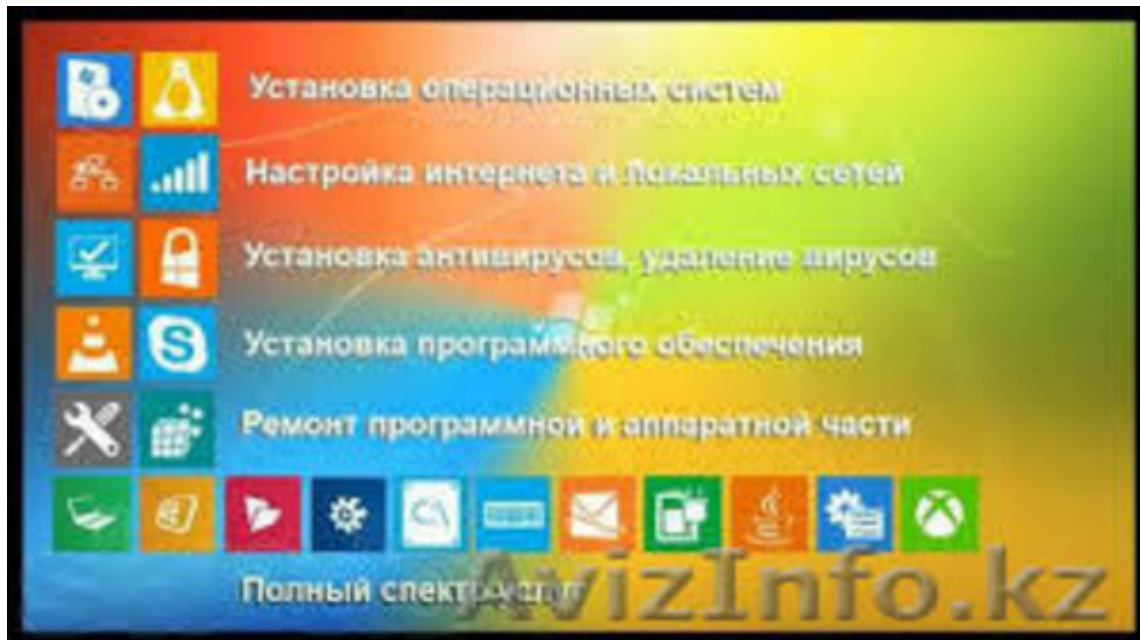 Установка операционных систем
Настройка интернета и локальных сетей
Установка антивирусов, удаление вирусов
S
Установка программного обеспечения
Ремонт программной и аппаратной части
C:\
Полный спектр услуг
AvizInfo.kz